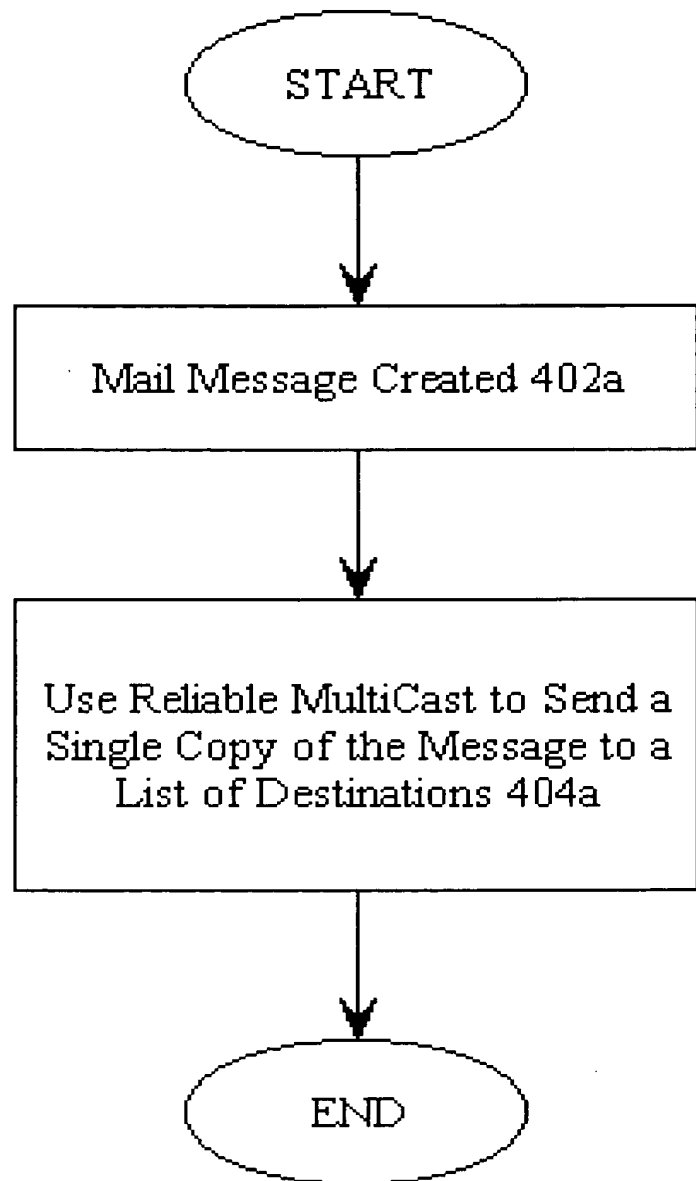 START
Mail Message Created 402a
Use Reliable MultiCast to Send a
Single Copy of the Message to a
List of Destinations 404a
END